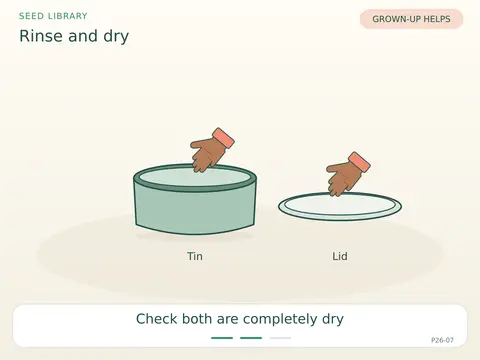 SEED LIBRARY
GROWN-UP HELPS
Rinse and dry
Tin
Lid
Check both are completely dry
P26-07